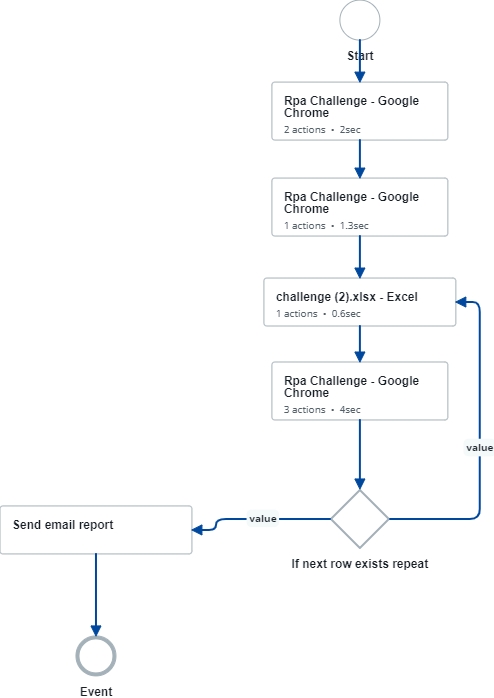 Start
Rpa Challenge - Google
Chrome
2 actions • 2sec
Rpa Challenge - Google
Chrome
1 actions • 1.3sec
challenge (2).xlsx - Excel
1 actions • 0.6sec
Rpa Challenge - Google
Chrome
3 actions • 4sec
value
value
Send email report
If next row exists repeat
Event